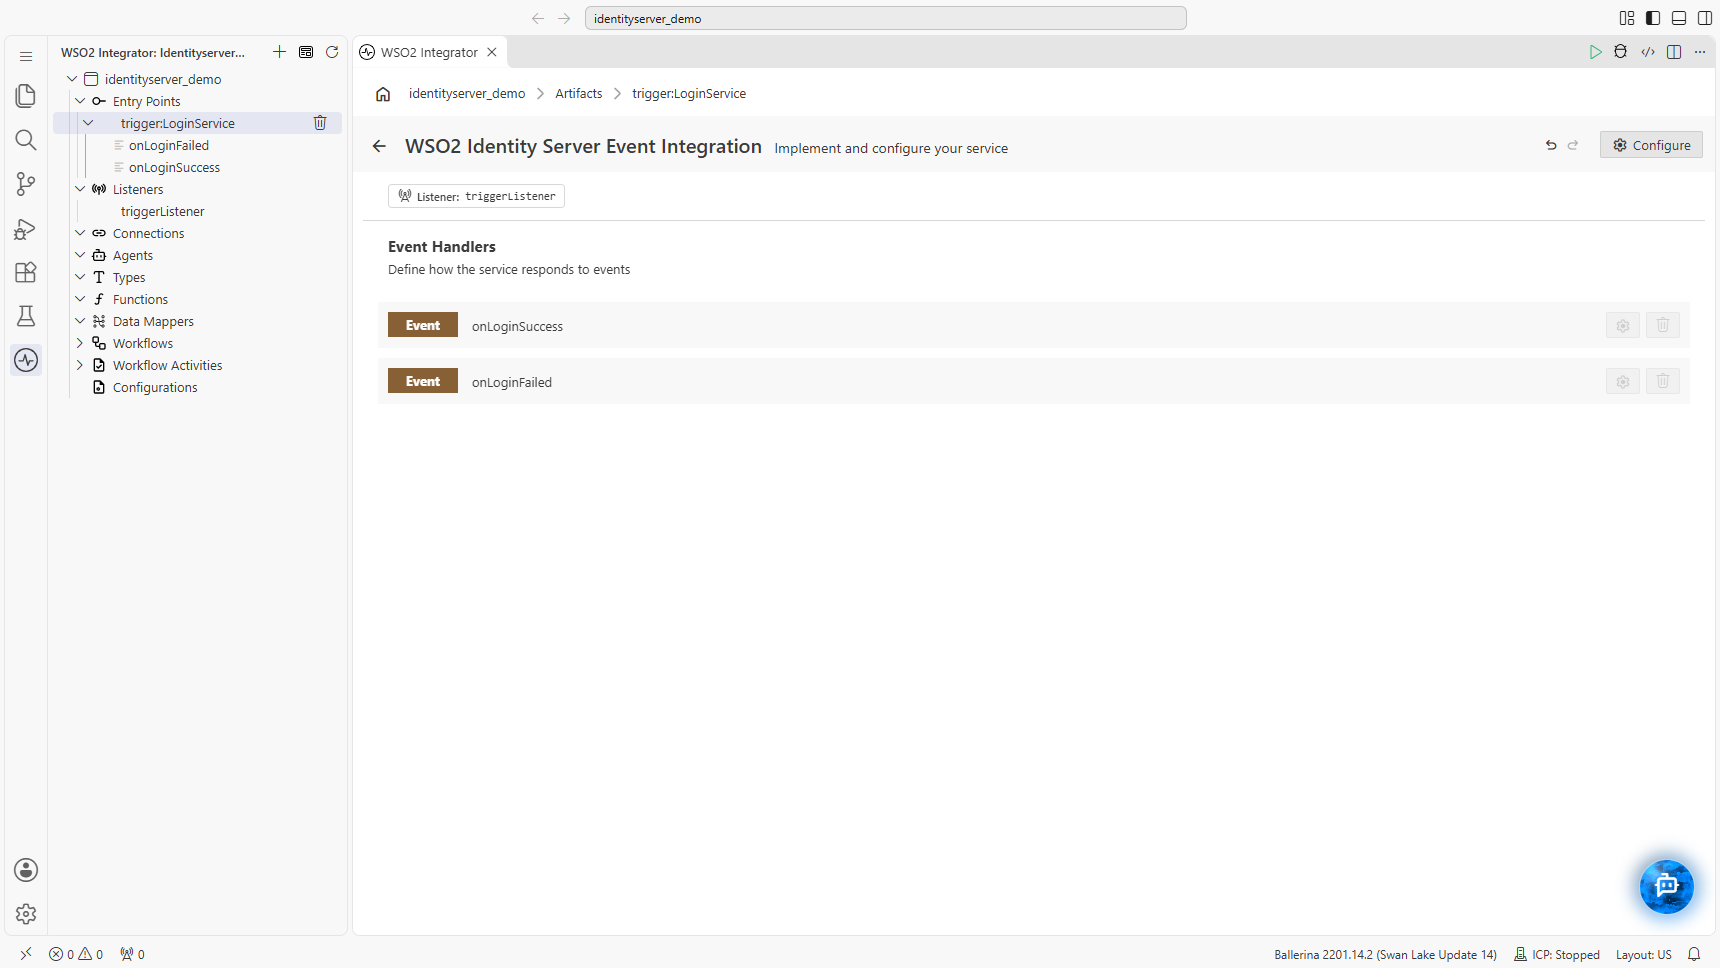 identityserver_demo
WSO2 Integrator: Identityserver...
identityserver_demo
Entry Points
trigger:LoginService
onLoginFailed
onLoginSuccess
Listeners
triggerListener
Connections
Agents
Types
Functions
Data Mappers
Workflows
Workflow Activities
Configurations
WSO2 Integrator
identityserver_demo Artifacts trigger:LoginService
WSO2 Identity Server Event Integration Implement and configure your service
Configure
Listener: triggerListener
Event Handlers
Define how the service responds to events
Event onLoginSuccess
Event onLoginFailed
0 0 0 Ballerina 2201.14.2 (Swan Lake Update 14) ICP: Stopped Layout: US